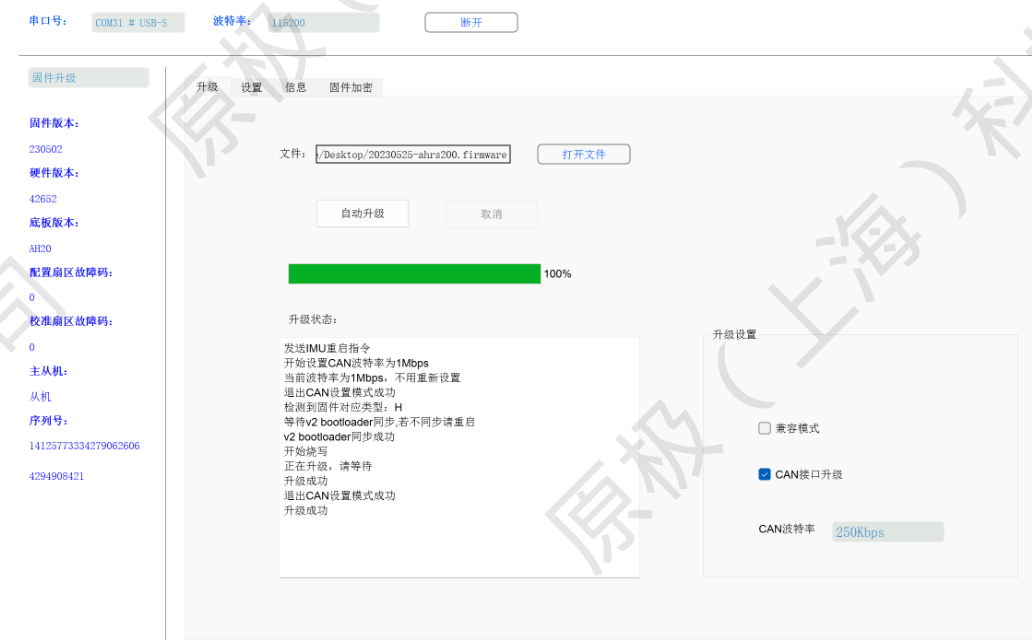 串口号: COM31 # USB-S 波特率: 115200 断开
固件升级
升级 设置 信息 固件加密
固件版本:
230502
硬件版本:
42652
底板版本:
AH20
配置扇区故障码:
0
校准扇区故障码:
0
主从机:
从机
序列号:
14125773334279062606
4294908421
文件: /Desktop/20230525-ahrs200.firmware 打开文件
自动升级 取消
100%
升级状态:
发送IMU重启指令
开始设置CAN波特率为1Mbps
当前波特率为1Mbps，不用重新设置
退出CAN设置模式成功
检测到固件对应类型：H
等待v2 bootloader同步,若不同步请重启
v2 bootloader同步成功
开始烧写
正在升级，请等待
升级成功
退出CAN设置模式成功
升级成功
升级设置
兼容模式
CAN接口升级
CAN波特率 250Kbps
原极（上海）科
原极（
司